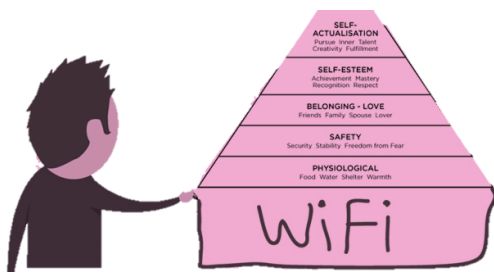 SELF-
ACTUALISATION
Pursue Inner Talent
Creativity Fulfillment
SELF-ESTEEM
Achievement Mastery
Recognition Respect
BELONGING - LOVE
Friends Family Spouse Lover
SAFETY
Security Stability Freedom from Fear
PHYSIOLOGICAL
Food Water Shelter Warmth
WiFi